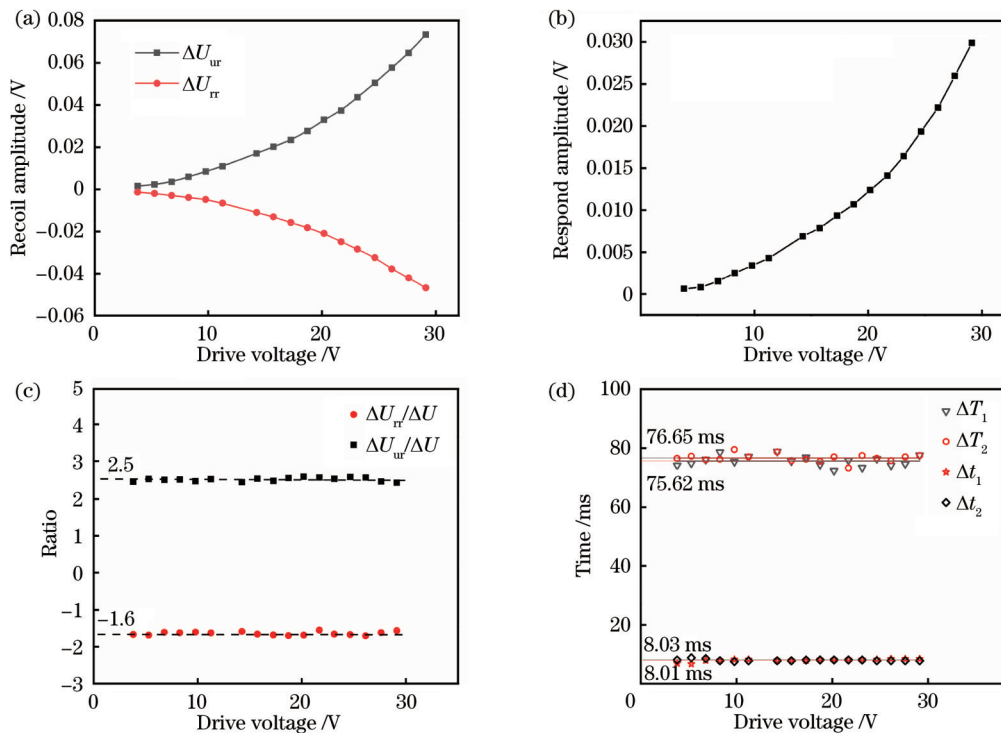 (a)
0.08
0.06
0.04
0.02
0
−0.02
−0.04
−0.06
Recoil amplitude /V
ΔU_ur
ΔU_rr
0 10 20 30
Drive voltage /V
(b)
0.030
0.025
0.020
0.015
0.010
0.005
0
Respond amplitude /V
0 10 20 30
Drive voltage /V
(c)
5
4
3
2
1
0
−1
−2
−3
Ratio
ΔU_rr/ΔU
ΔU_ur/ΔU
2.5
−1.6
0 10 20 30
Drive voltage /V
(d)
100
80
60
40
20
Time /ms
76.65 ms
75.62 ms
8.03 ms
8.01 ms
ΔT_1
ΔT_2
Δt_1
Δt_2
0 10 20 30
Drive voltage /V